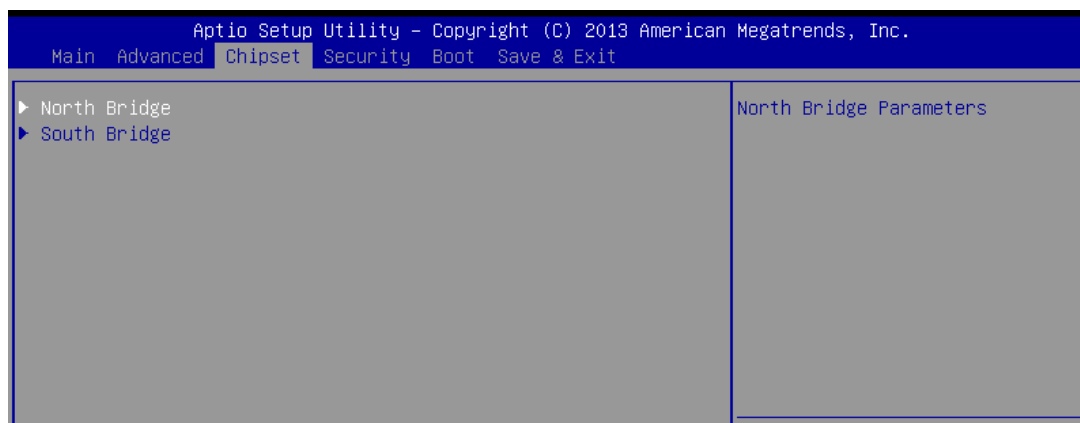 Aptio Setup Utility – Copyright (C) 2013 American Megatrends, Inc.
Main Advanced Chipset Security Boot Save & Exit
North Bridge
South Bridge
North Bridge Parameters